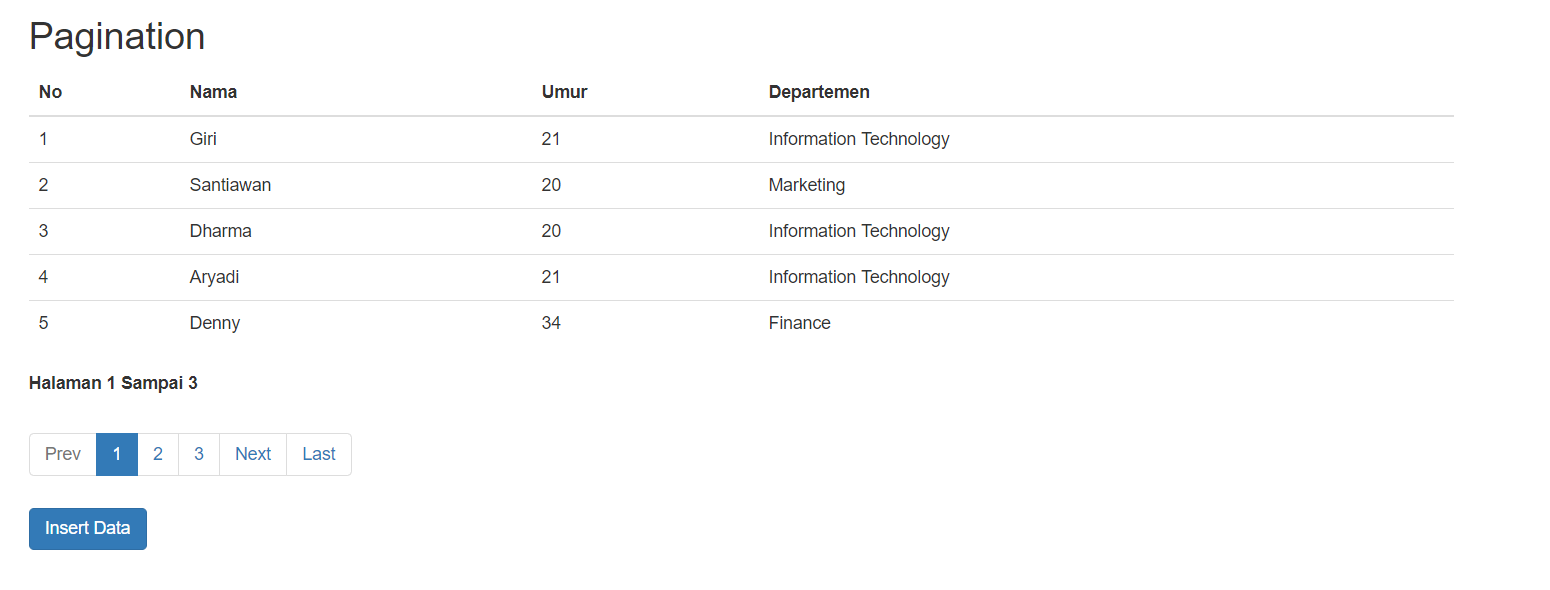 Pagination
No Nama Umur Departemen
1 Giri 21 Information Technology
2 Santiawan 20 Marketing
3 Dharma 20 Information Technology
4 Aryadi 21 Information Technology
5 Denny 34 Finance
Halaman 1 Sampai 3
Prev 1 2 3 Next Last
Insert Data